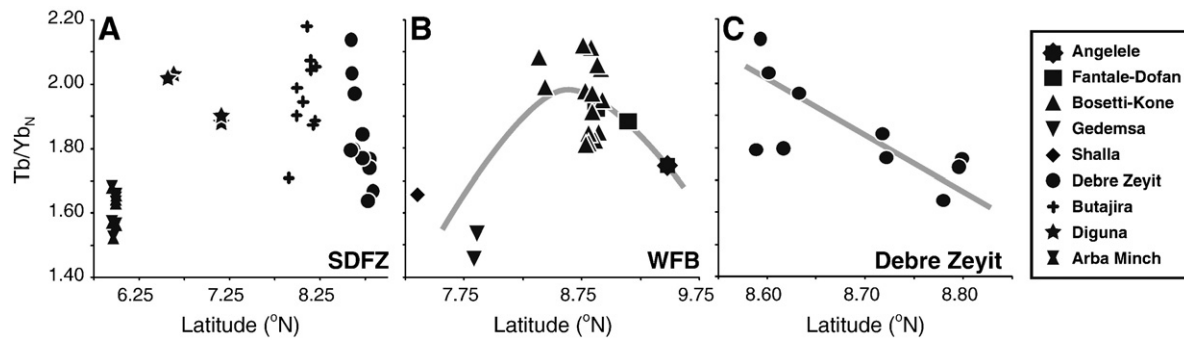 Tb/Yb_N
2.20
2.00
1.80
1.60
1.40
A
SDFZ
6.25 7.25 8.25
Latitude (°N)
B
WFB
7.75 8.75 9.75
Latitude (°N)
C
Debre Zeyit
8.60 8.70 8.80
Latitude (°N)
Angelele
Fantale-Dofan
Bosetti-Kone
Gedemsa
Shalla
Debre Zeyit
Butajira
Diguna
Arba Minch